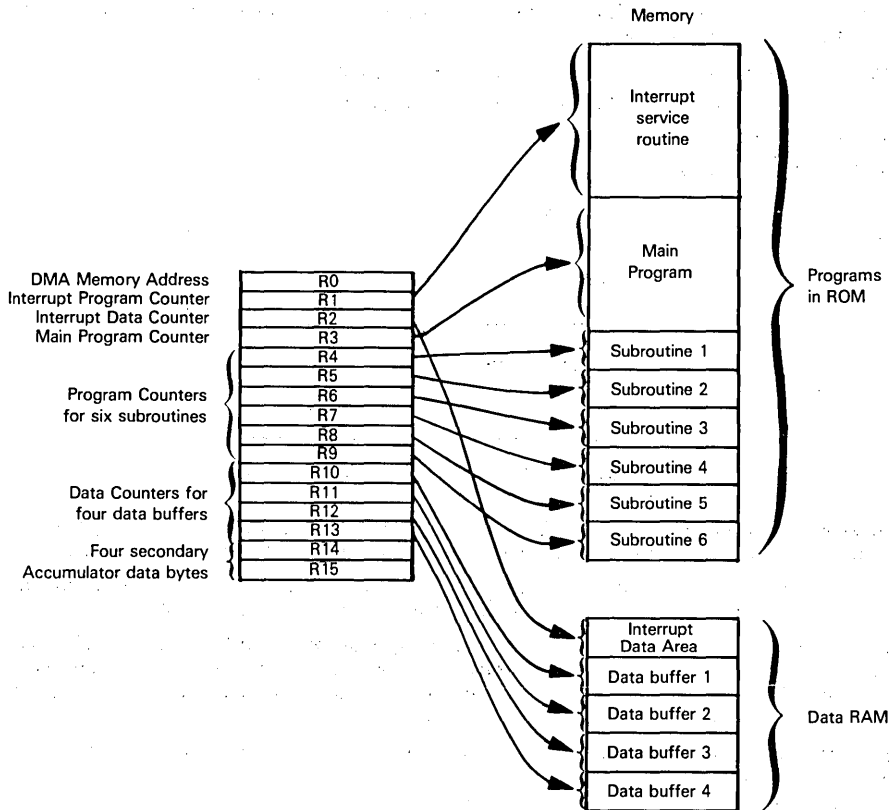 Memory
Interrupt
service
routine
Main
Program
Subroutine 1
Subroutine 2
Subroutine 3
Subroutine 4
Subroutine 5
Subroutine 6
Programs
in ROM
DMA Memory Address
Interrupt Program Counter
Interrupt Data Counter
Main Program Counter
Program Counters
for six subroutines
Data Counters for
four data buffers
Four secondary
Accumulator data bytes
R0
R1
R2
R3
R4
R5
R6
R7
R8
R9
R10
R11
R12
R13
R14
R15
Interrupt
Data Area
Data buffer 1
Data buffer 2
Data buffer 3
Data buffer 4
Data RAM